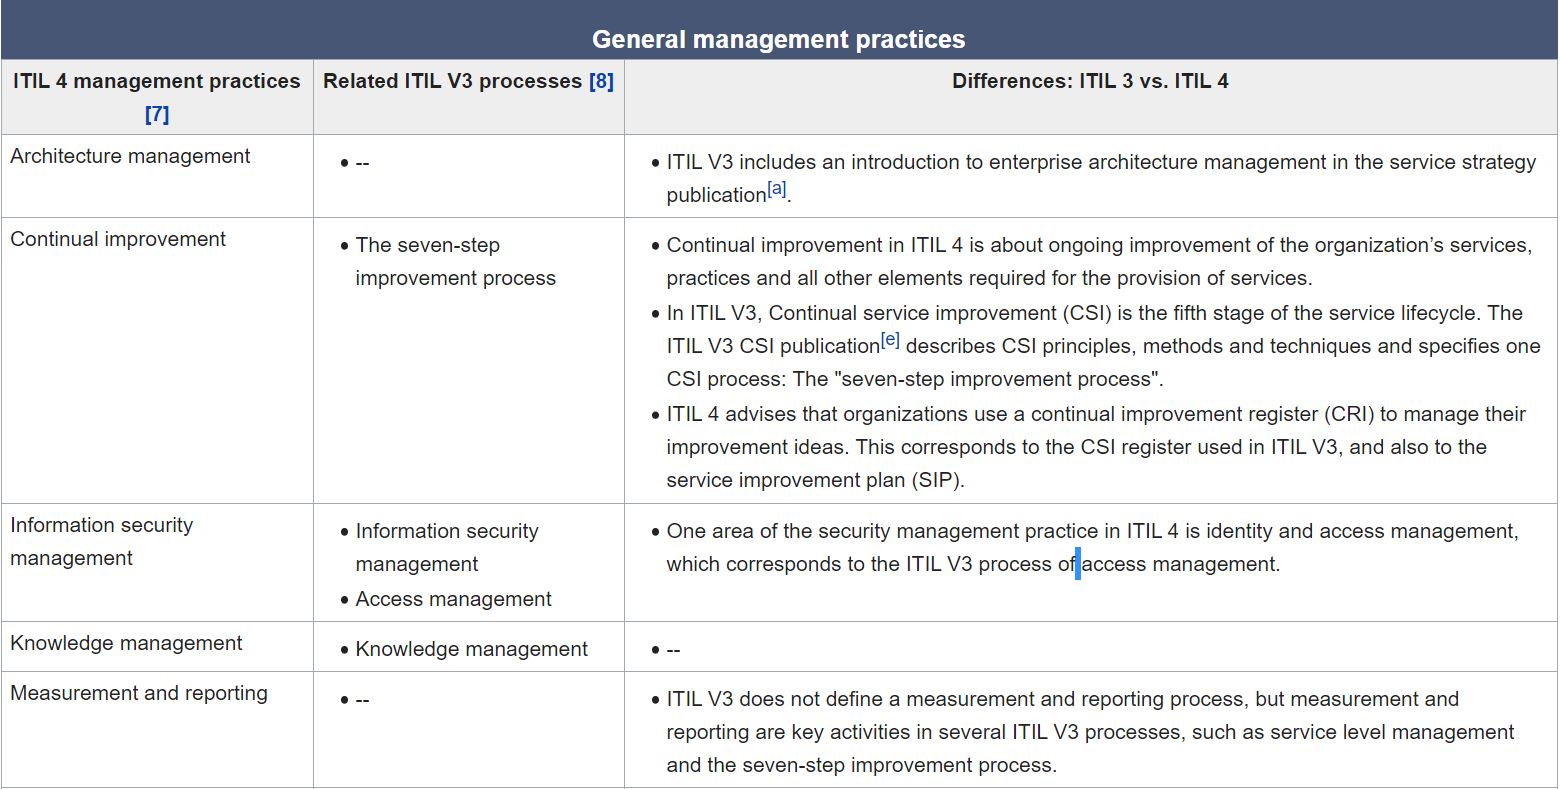 General management practices
ITIL 4 management practices
[7]
Related ITIL V3 processes [8]
Differences: ITIL 3 vs. ITIL 4
Architecture management
• --
• ITIL V3 includes an introduction to enterprise architecture management in the service strategy
publication[a].
Continual improvement
• The seven-step
improvement process
• Continual improvement in ITIL 4 is about ongoing improvement of the organization’s services,
practices and all other elements required for the provision of services.
• In ITIL V3, Continual service improvement (CSI) is the fifth stage of the service lifecycle. The
ITIL V3 CSI publication[e] describes CSI principles, methods and techniques and specifies one
CSI process: The "seven-step improvement process".
• ITIL 4 advises that organizations use a continual improvement register (CRI) to manage their
improvement ideas. This corresponds to the CSI register used in ITIL V3, and also to the
service improvement plan (SIP).
Information security
management
• Information security
management
• Access management
• One area of the security management practice in ITIL 4 is identity and access management,
which corresponds to the ITIL V3 process of access management.
Knowledge management
• Knowledge management
• --
Measurement and reporting
• --
• ITIL V3 does not define a measurement and reporting process, but measurement and
reporting are key activities in several ITIL V3 processes, such as service level management
and the seven-step improvement process.